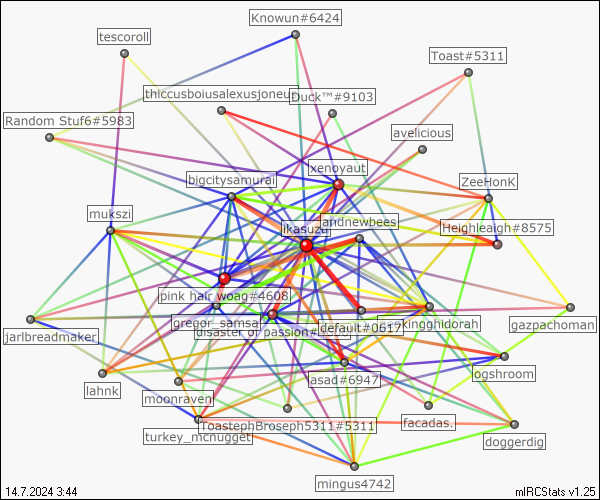 Knowun#6424
tescoroll
Toast#5311
thiccsboiusalexusjoneu
Duck™#9103
Random Stuf6#5983
avelicious
xenoyaut
bigcitysamurai
ZeeHonK
mukszi
andnewbees
ikasuzu
Heighleaigh#8575
pink hair woag#4608
gregor_samsa
disaster of passion#
default#0617
kingghidorah
gazpachoman
jarlbreadmaker
ogshroom
asad#6947
lahnk
moonraven
ToastephBroseph5311#5311
facadas.
turkey_mcnugget
doggerdig
mingus4742
14.7.2024 3:44
mIRCStats v1.25